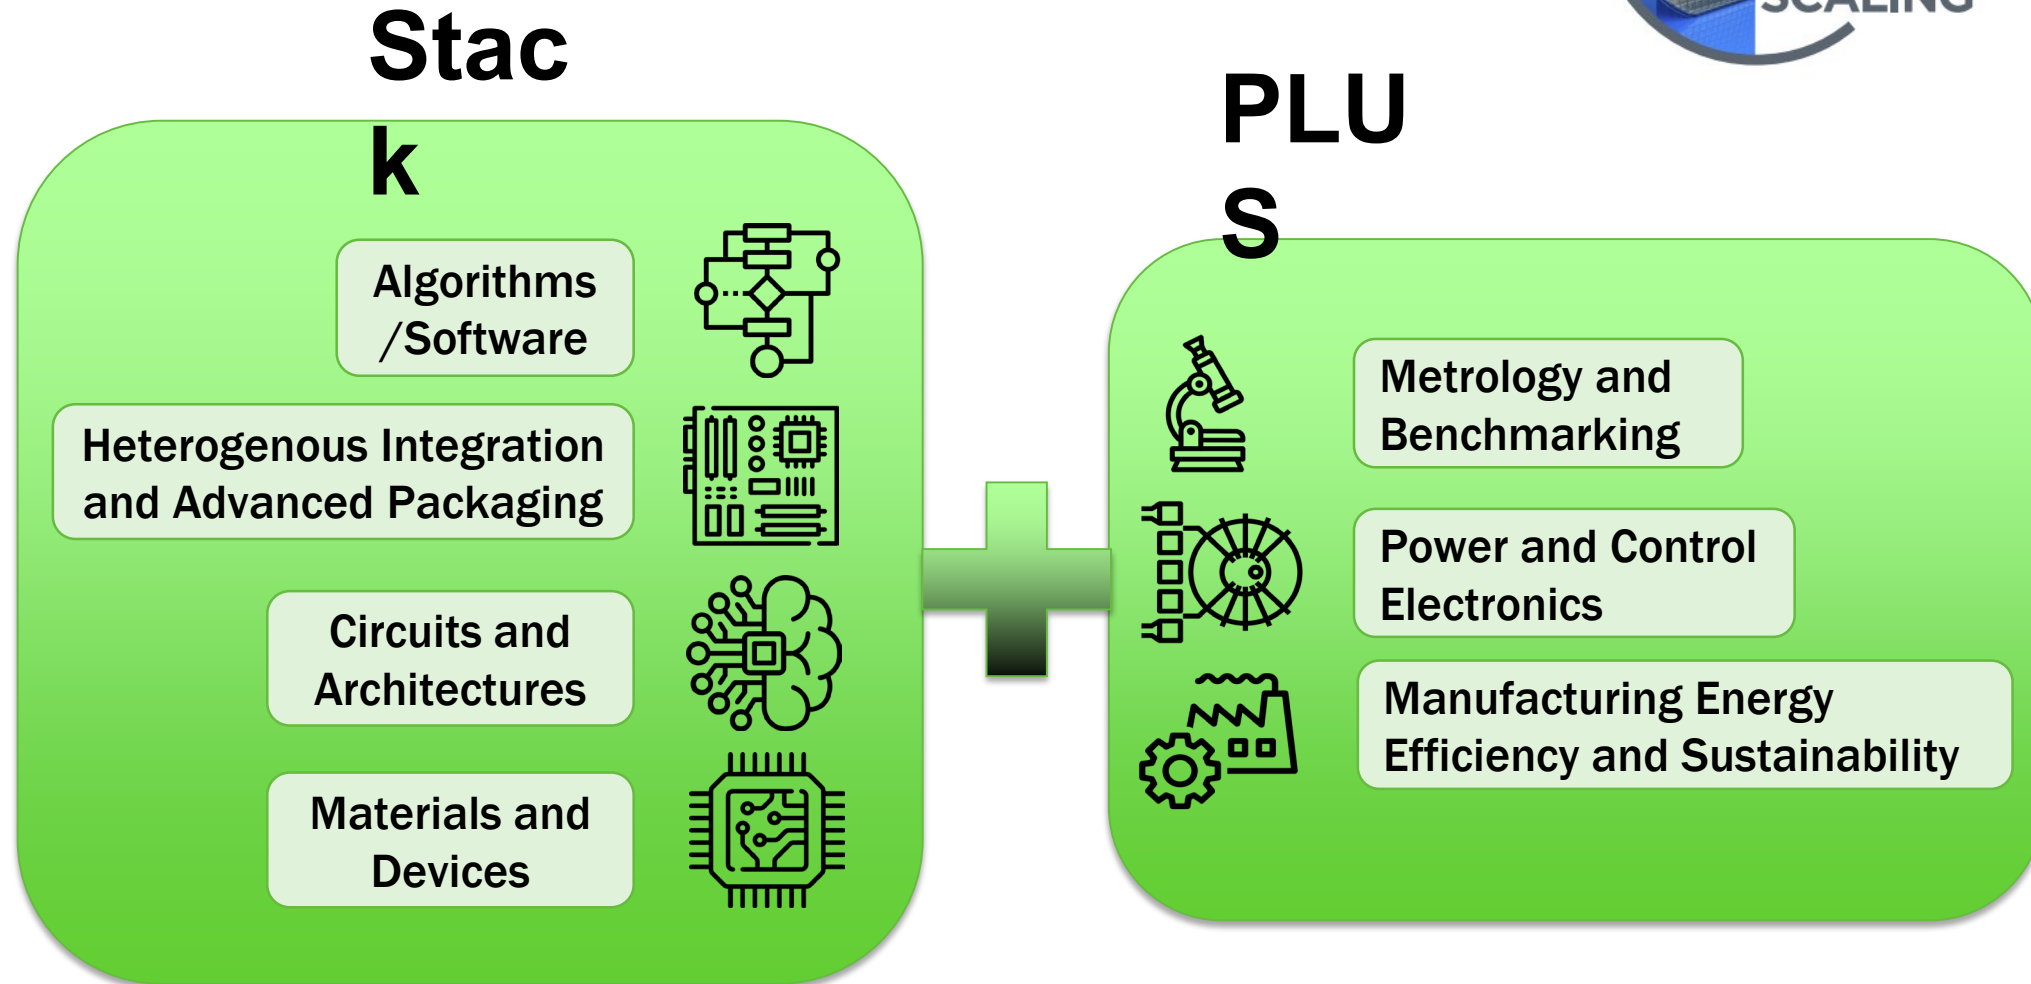 SCALING
Stac
k
Algorithms
/Software
Heterogenous Integration
and Advanced Packaging
Circuits and
Architectures
Materials and
Devices
PLU
S
Metrology and
Benchmarking
Power and Control
Electronics
Manufacturing Energy
Efficiency and Sustainability